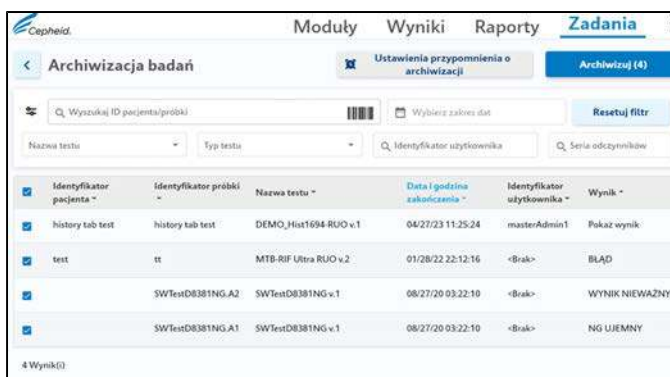 Cepheid.
Moduły Wyniki Raporty Zadania
Archiwizacja badań
Ustawienia przypomnienia o
archiwizacji
Archiwizuj (4)
Wyszukaj ID pacjenta/próbki
Wybierz zakres dat
Resetuj filtr
Nazwa testu
Typ testu
Identyfikator użytkownika
Seria odczynników
Identyfikator
pacjenta
Identyfikator próbki
Nazwa testu
Data i godzina
zakończenia
Identyfikator
użytkownika
Wynik
history tab test history tab test DEMO_Hist1694-RUO v.1 04/27/23 11:25:24 masterAdmin1 Pokaż wynik
test tt MTB-RIF Ultra RUO v.2 01/28/22 22:12:16 <Brak> BŁĄD
SWTestD8381NG.A2 SWTestD8381NG v.1 08/27/20 03:22:10 <Brak> WYNIK NIEWAŻNY
SWTestD8381NG.A1 SWTestD8381NG v.1 08/27/20 03:22:10 <Brak> NG UJEMNY
4 Wynik(i)